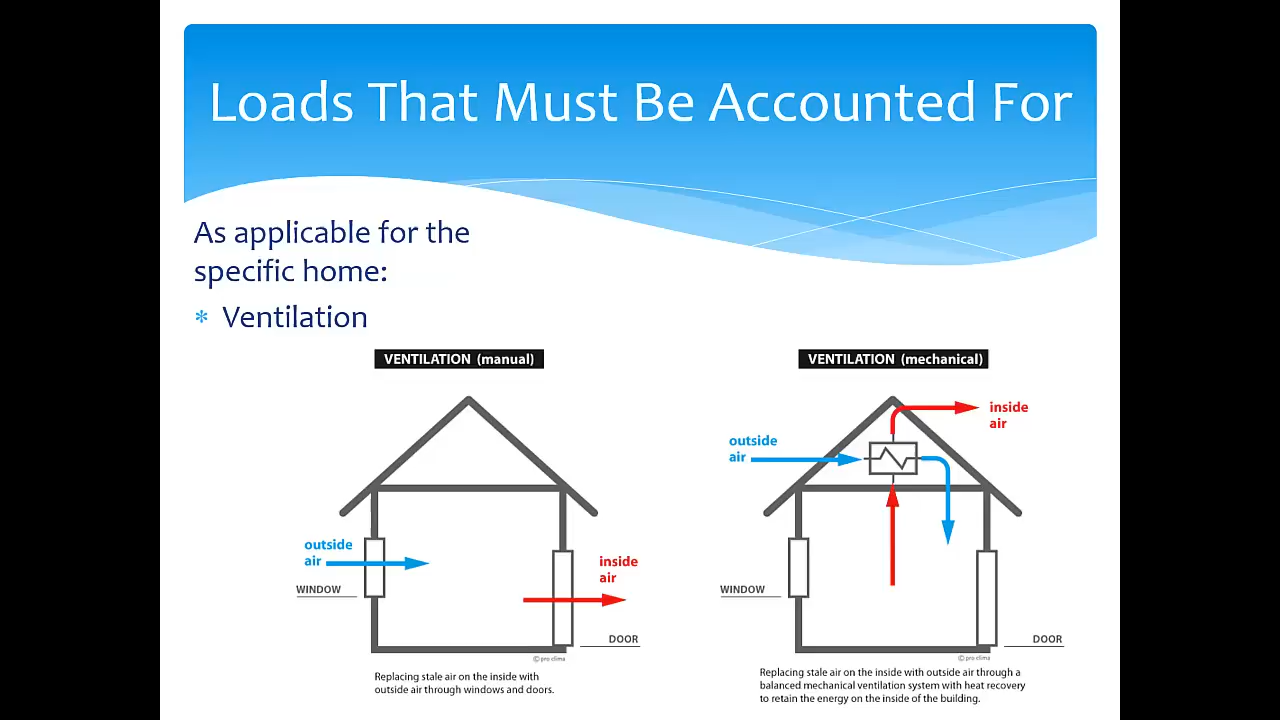 Loads That Must Be Accounted For
As applicable for the
specific home:
* Ventilation
VENTILATION (manual)
outside
air
WINDOW
inside
air
DOOR
© pro clima
Replacing stale air on the inside with
outside air through windows and doors.
VENTILATION (mechanical)
inside
air
outside
air
WINDOW
DOOR
© pro clima
Replacing stale air on the inside with outside air through a
balanced mechanical ventilation system with heat recovery
to retain the energy on the inside of the building.